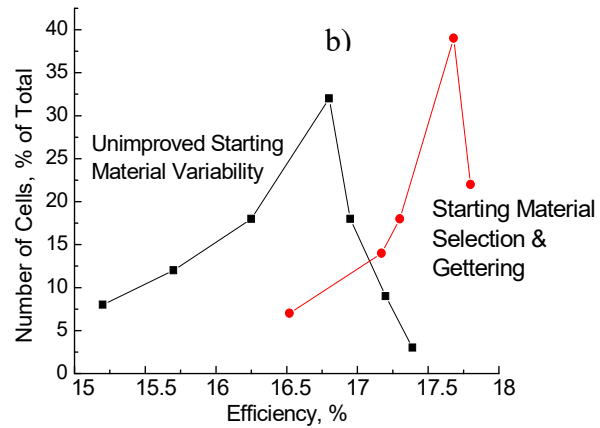 b)
Number of Cells, % of Total
40
35
30
25
20
15
10
5
0
Unimproved Starting
Material Variability
Starting Material
Selection &
Gettering
15 15.5 16 16.5 17 17.5 18
Efficiency, %